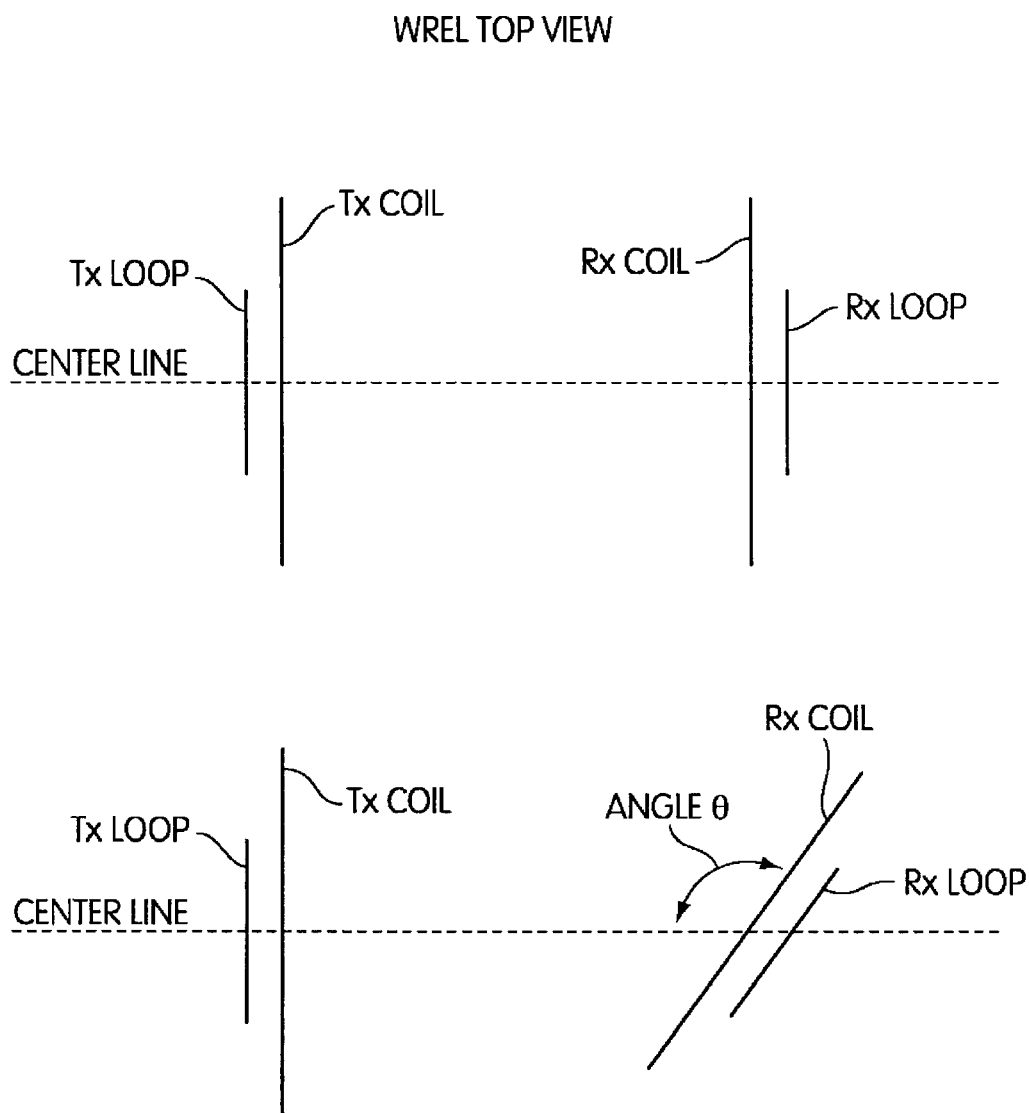 WREL TOP VIEW
Tx COIL
Tx LOOP
Rx COIL
Rx LOOP
CENTER LINE
Rx COIL
Tx COIL
ANGLE θ
Tx LOOP
Rx LOOP
CENTER LINE